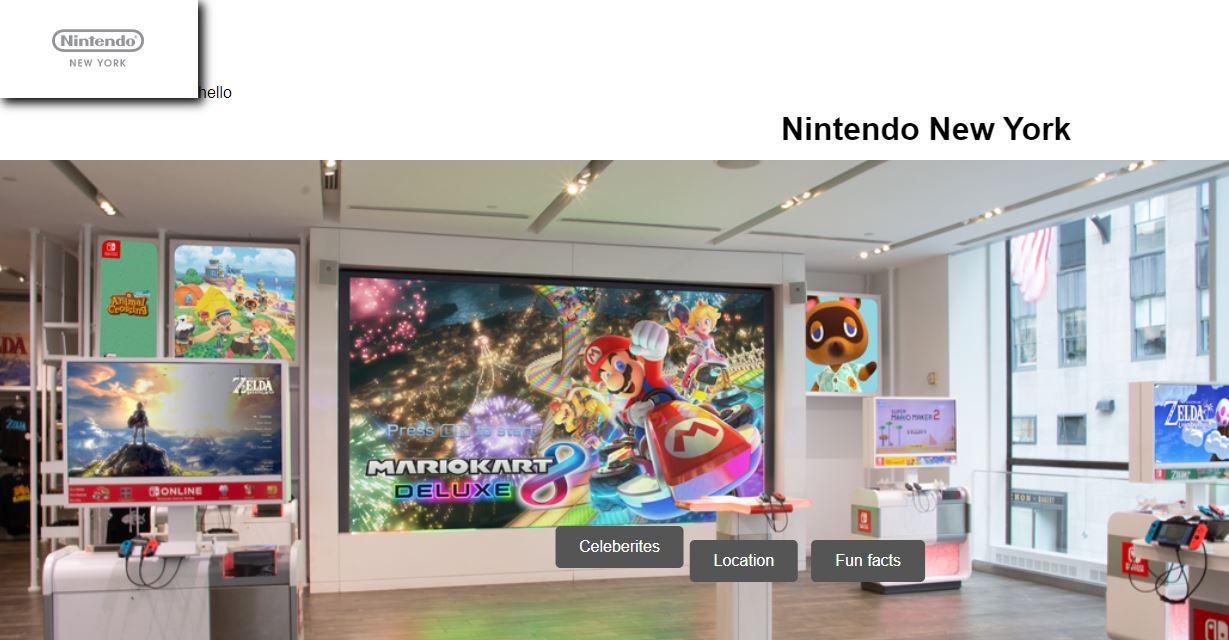 Nintendo
NEW YORK
hello
Nintendo New York
Animal
Crossing
ZELDA
ZELDA
Press to start
MARIOKART 8
DELUXE
SUPER
MARIO MAKER 2
ZELDA
ONLINE
Celeberites
Location
Fun facts